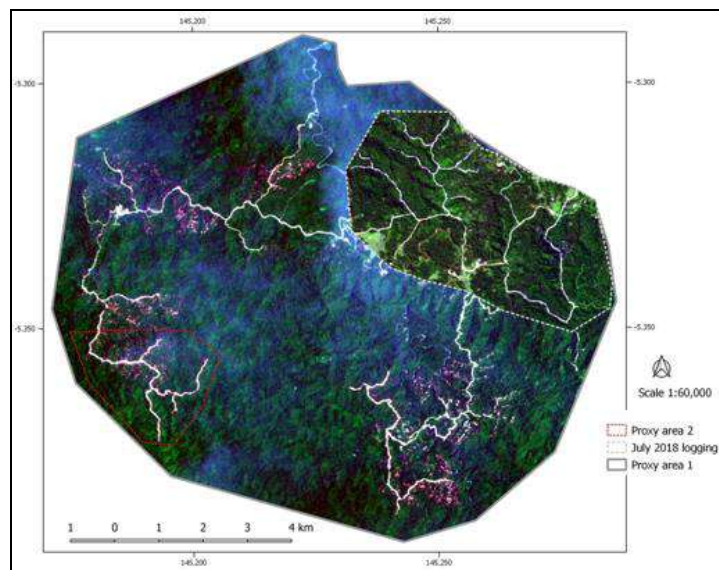 145.200 145.250
-5.300 -5.300
-5.350 -5.350
Scale 1:60,000
Proxy area 2
July 2018 logging
Proxy area 1
1 0 1 2 3 4 km
145.200 145.250